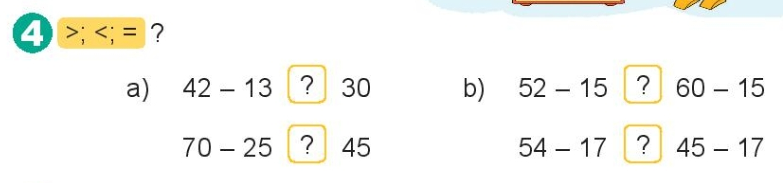 4 >; <; = ?
a) 42 – 13 ? 30 b) 52 – 15 ? 60 – 15
70 – 25 ? 45 54 – 17 ? 45 – 17